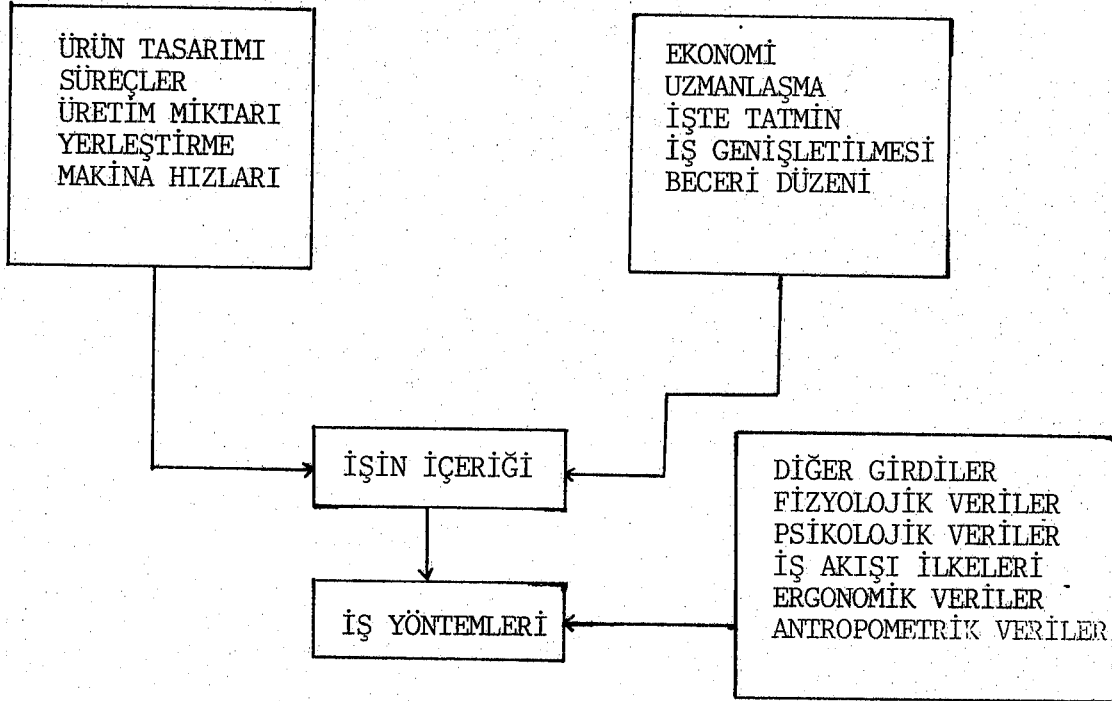 ÜRÜN TASARIMI
SÜREÇLER
ÜRETİM MİKTARI
YERLEŞTİRME
MAKİNA HIZLARI
EKONOMİ
UZMANLAŞMA
İŞTE TATMİN
İŞ GENİŞLETİLMESİ
BECERİ DÜZENİ
İŞİN İÇERİĞİ
İŞ YÖNTEMLERİ
DİĞER GİRDİLER
FİZYOLOJİK VERİLER
PSİKOLOJİK VERİLER
İŞ AKIŞI İLKELERİ
ERGONOMİK VERİLER
ANTROPOMETRİK VERİLER